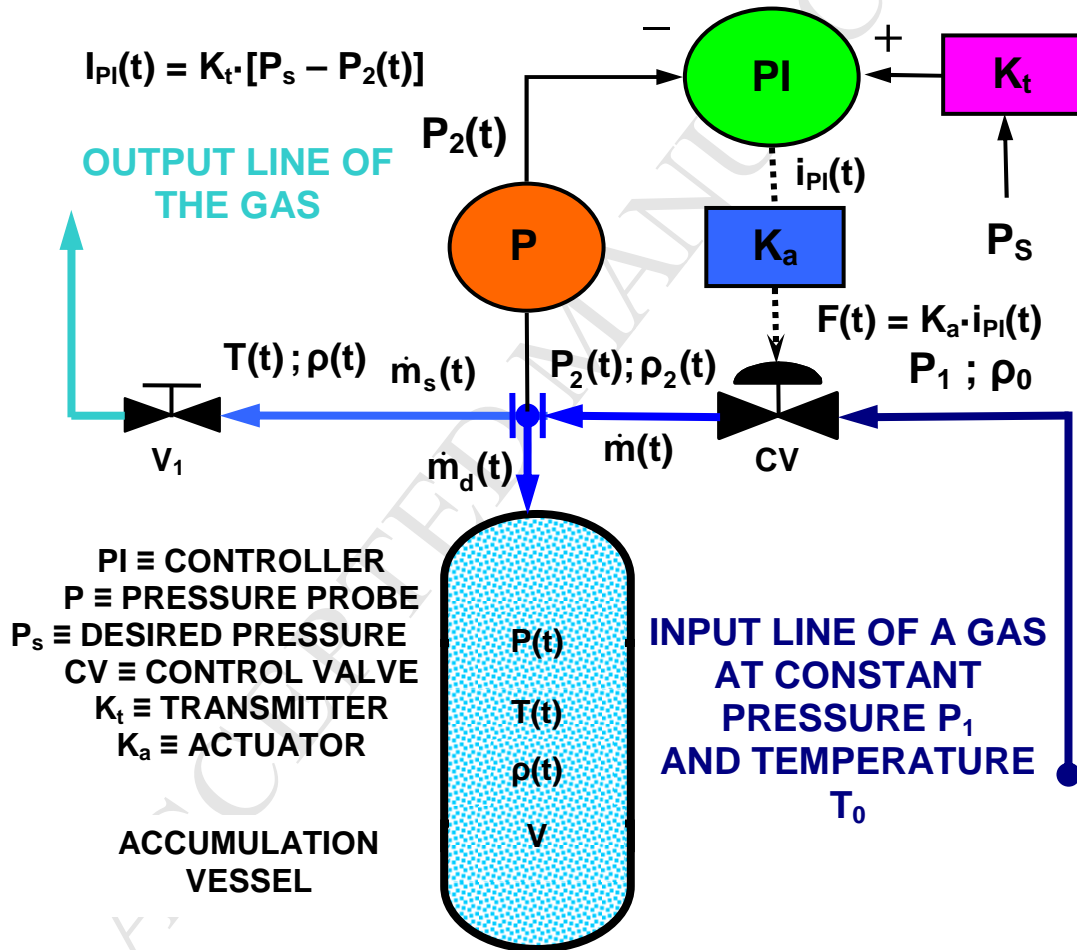 I_PI(t) = K_t·[P_s – P_2(t)]
–
PI
+
K_t
P_2(t)
i_PI(t)
OUTPUT LINE OF
THE GAS
P
K_a
P_S
F(t) = K_a·i_PI(t)
T(t) ; ρ(t)
ṁ_s(t)
P_2(t); ρ_2(t)
P_1 ; ρ_0
V_1
ṁ_d(t)
ṁ(t)
CV
PI ≡ CONTROLLER
P ≡ PRESSURE PROBE
P_s ≡ DESIRED PRESSURE
CV ≡ CONTROL VALVE
K_t ≡ TRANSMITTER
K_a ≡ ACTUATOR
ACCUMULATION
VESSEL
P(t)
T(t)
ρ(t)
V
INPUT LINE OF A GAS
AT CONSTANT
PRESSURE P_1
AND TEMPERATURE
T_0